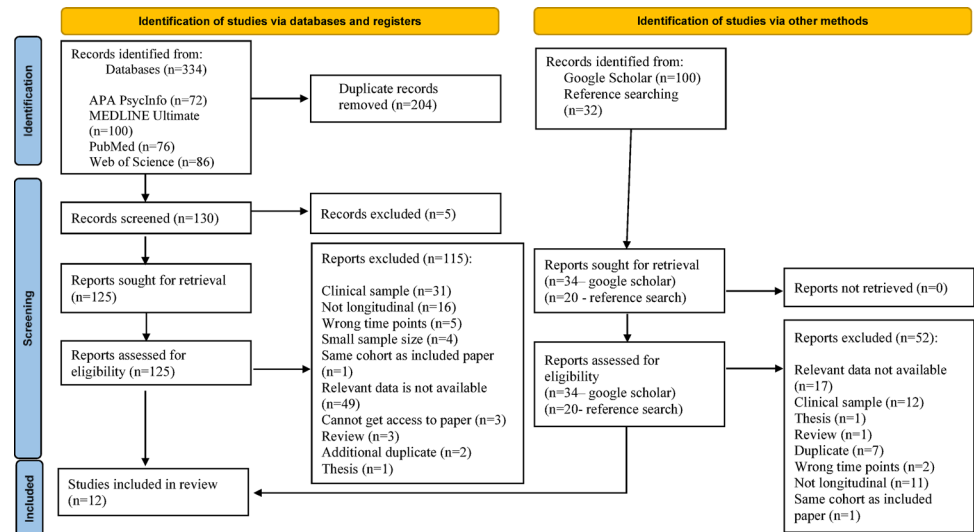 Identification of studies via databases and registers
Identification of studies via other methods
Identification
Records identified from:
Databases (n=334)
APA PsycInfo (n=72)
MEDLINE Ultimate
(n=100)
PubMed (n=76)
Web of Science (n=86)
Duplicate records
removed (n=204)
Records identified from:
Google Scholar (n=100)
Reference searching
(n=32)
Screening
Records screened (n=130)
Records excluded (n=5)
Reports sought for retrieval
(n=125)
Reports assessed for
eligibility (n=125)
Reports excluded (n=115):
Clinical sample (n=31)
Not longitudinal (n=16)
Wrong time points (n=5)
Small sample size (n=4)
Same cohort as included paper
(n=1)
Relevant data is not available
(n=49)
Cannot get access to paper (n=3)
Review (n=3)
Additional duplicate (n=2)
Thesis (n=1)
Reports sought for retrieval
(n=34– google scholar)
(n=20 - reference search)
Reports not retrieved (n=0)
Reports assessed for
eligibility
(n=34– google scholar)
(n=20- reference search)
Reports excluded (n=52):
Relevant data not available
(n=17)
Clinical sample (n=12)
Thesis (n=1)
Review (n=1)
Duplicate (n=7)
Wrong time points (n=2)
Not longitudinal (n=11)
Same cohort as included
paper (n=1)
Included
Studies included in review
(n=12)